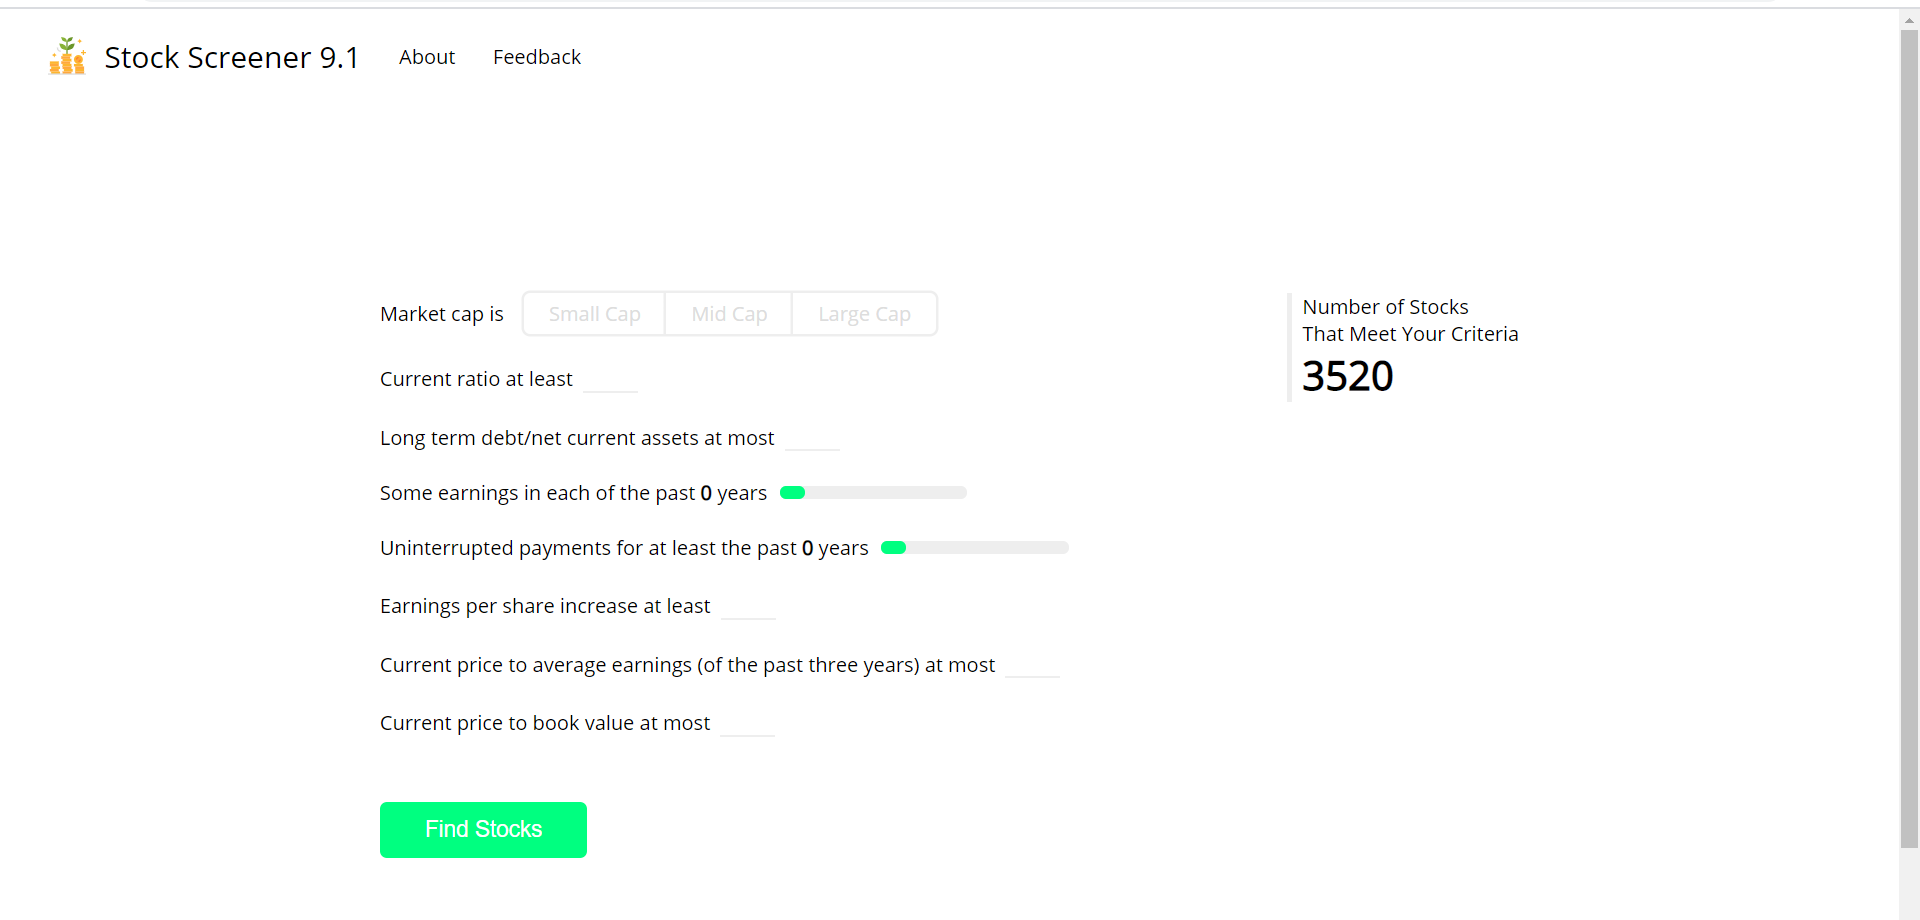 Stock Screener 9.1 About Feedback
Market cap is Small Cap Mid Cap Large Cap
Number of Stocks
That Meet Your Criteria
3520
Current ratio at least
Long term debt/net current assets at most
Some earnings in each of the past 0 years
Uninterrupted payments for at least the past 0 years
Earnings per share increase at least
Current price to average earnings (of the past three years) at most
Current price to book value at most
Find Stocks